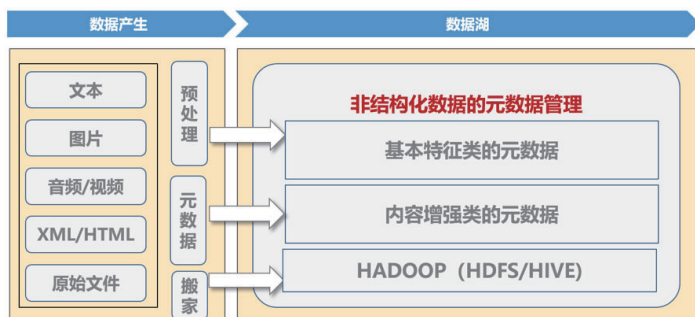 数据产生
数据湖
文本
图片
音频/视频
XML/HTML
原始文件
预处理
元数据
搬家
非结构化数据的元数据管理
基本特征类的元数据
内容增强类的元数据
HADOOP（HDFS/HIVE)